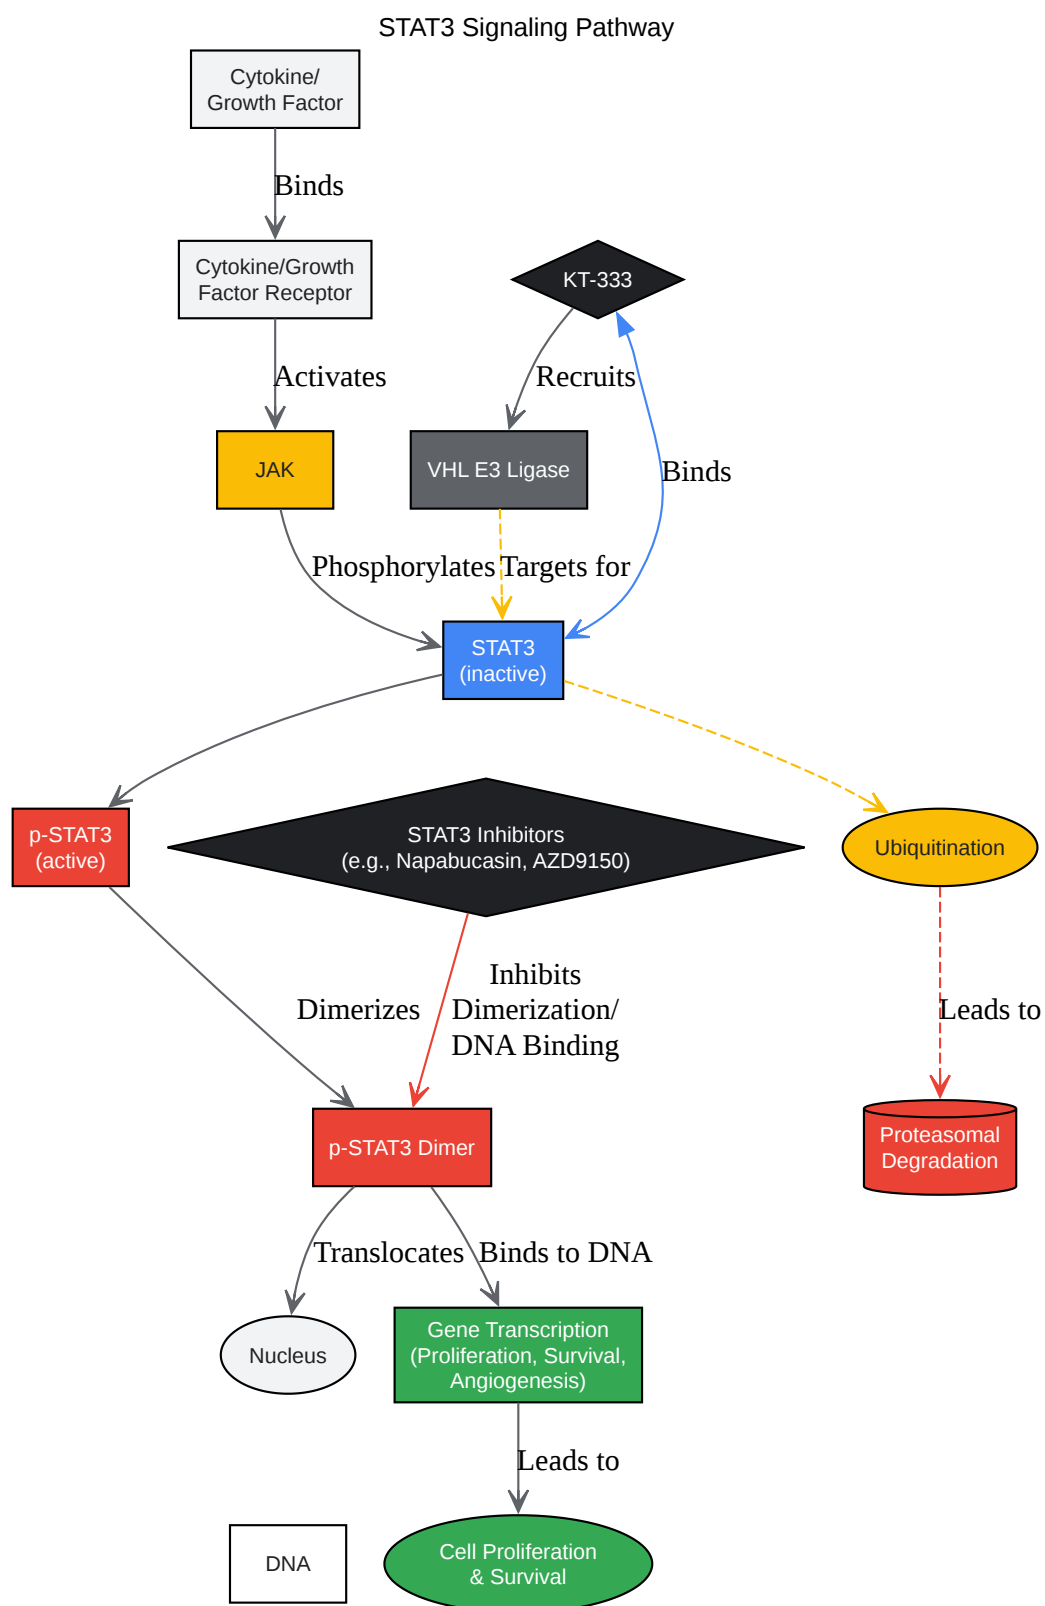 STAT3 Signaling Pathway
Cytokine/
Growth Factor
Binds
Cytokine/Growth
Factor Receptor
KT-333
Activates
Recruits
JAK
VHL E3 Ligase
Binds
Phosphorylates
Targets for
STAT3
(inactive)
p-STAT3
(active)
STAT3 Inhibitors
(e.g., Napabucasin, AZD9150)
Ubiquitination
Dimerizes
Inhibits
Dimerization/
DNA Binding
Leads to
p-STAT3 Dimer
Proteasomal
Degradation
Translocates
Binds to DNA
Nucleus
Gene Transcription
(Proliferation, Survival,
Angiogenesis)
Leads to
DNA
Cell Proliferation
& Survival